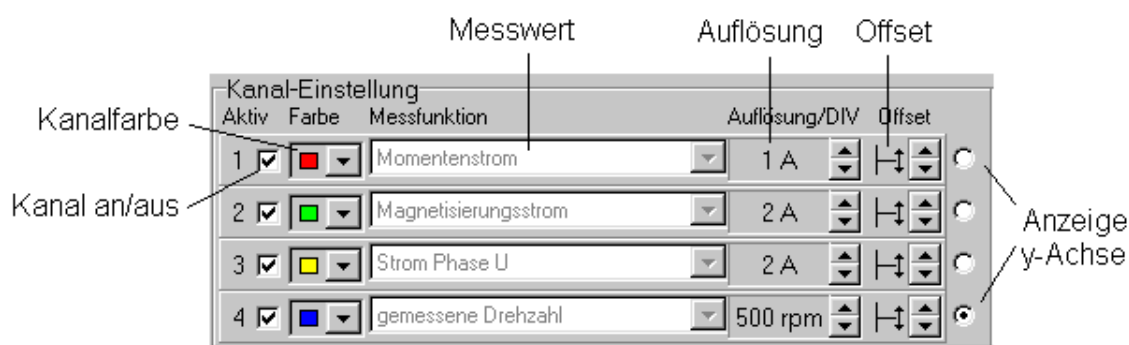 Messwert Auflösung Offset
Kanal-Einstellung
Aktiv Farbe Messfunktion Auflösung/DIV Offset
Kanalfarbe
1 Momentenstrom 1 A
Kanal an/aus
2 Magnetisierungsstrom 2 A
Anzeige
y-Achse
3 Strom Phase U 2 A
4 gemessene Drehzahl 500 rpm